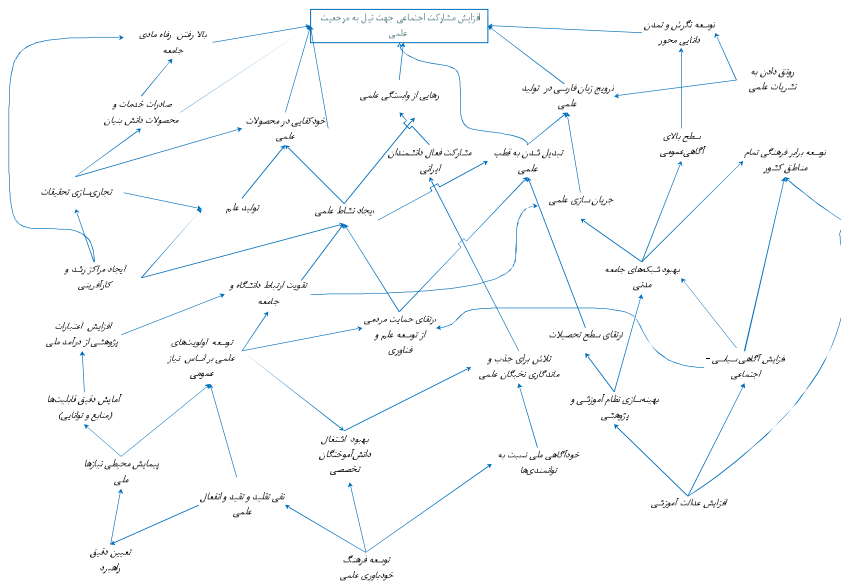 افزایش مشارکت اجتماعی جهت نیل به مرجعیت
علمی
توسعه نگرش و تمدن
دانایی محور
بالا رفتن رفاه مادی
جامعه
رونق دادن به
نشریات علمی
ترویج زبان فارسی در تولید
علمی
رهایی از وابستگی علمی
صادرات خدمات و
محصولات دانش بنیان
خودکفایی در محصولات
علمی
سطح بالای
آگاهی‌عمومی
توسعه برابر فرهنگی تمام
مناطق کشور
تبدیل شدن به قطب
علمی
مشارکت فعال دانشمندان
ایرانی
تجاری‌سازی تحقیقات
جریان سازی علمی
تولید علم
ایجاد نشاط علمی
بهبود شبکه‌های جامعه
مدنی
ایجاد مراکز رشد و
کارآفرینی
تقویت ارتباط دانشگاه و
جامعه
ارتقای حمایت مردمی
از توسعه علم و
فناوری
افزایش اعتبارات
پژوهشی از درآمد ملی
ارتقای سطح تحصیلات
توسعه اولویت‌های
علمی بر اساس نیاز
عمومی
تلاش برای جذب و
ماندگاری نخبگان علمی
افزایش آگاهی سیاسی –
اجتماعی
آمایش دقیق قابلیت‌ها
(منابع و توانایی)
بهینه‌سازی نظام آموزشی و
پژوهشی
بهبود اشتغال
دانش‌آموختگان
تخصصی
خودآگاهی ملی نسبت به
توانمندی‌ها
پیمایش محیطی نیازها
ملی
نفی تقلید و تقید و انفعال
علمی
افزایش عدالت آموزشی
تعیین دقیق
راهبرد
توسعه فرهنگ
خودباوری علمی